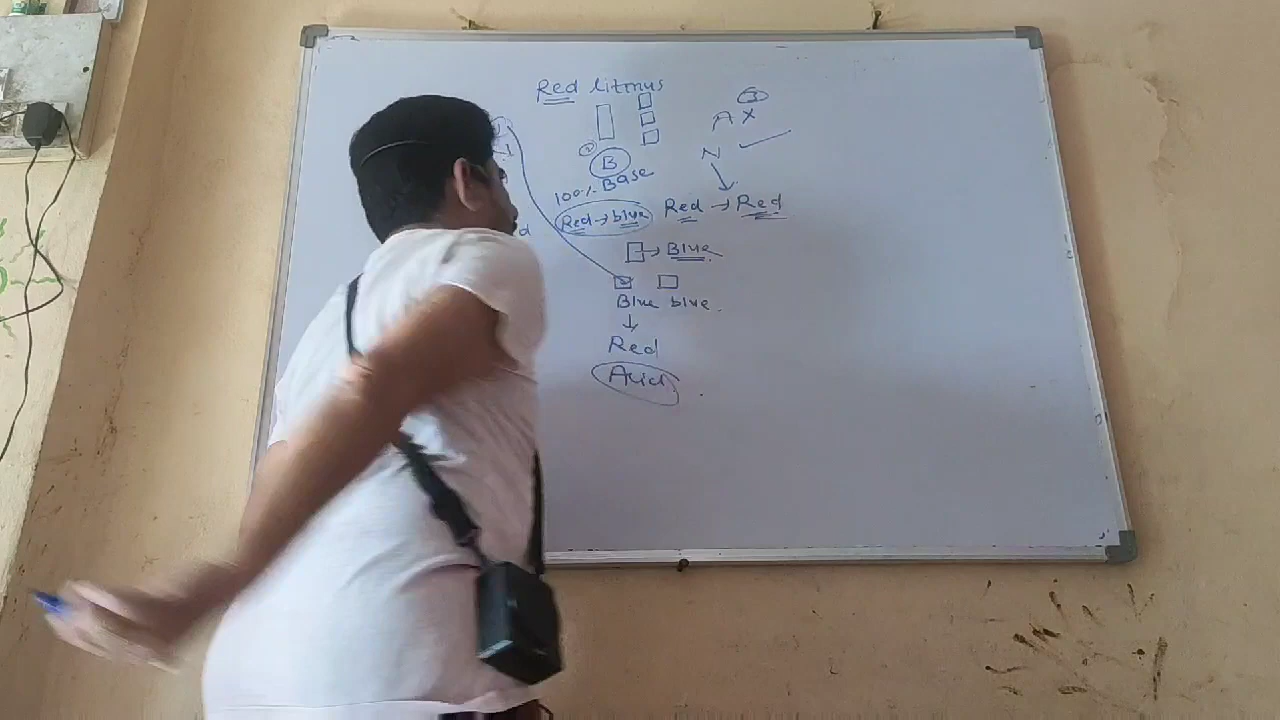 Red litmus
A X
B
N
100% Base
Red → blue Red → Red
→ Blue
d
Blue blue.
↓
Red
Acid